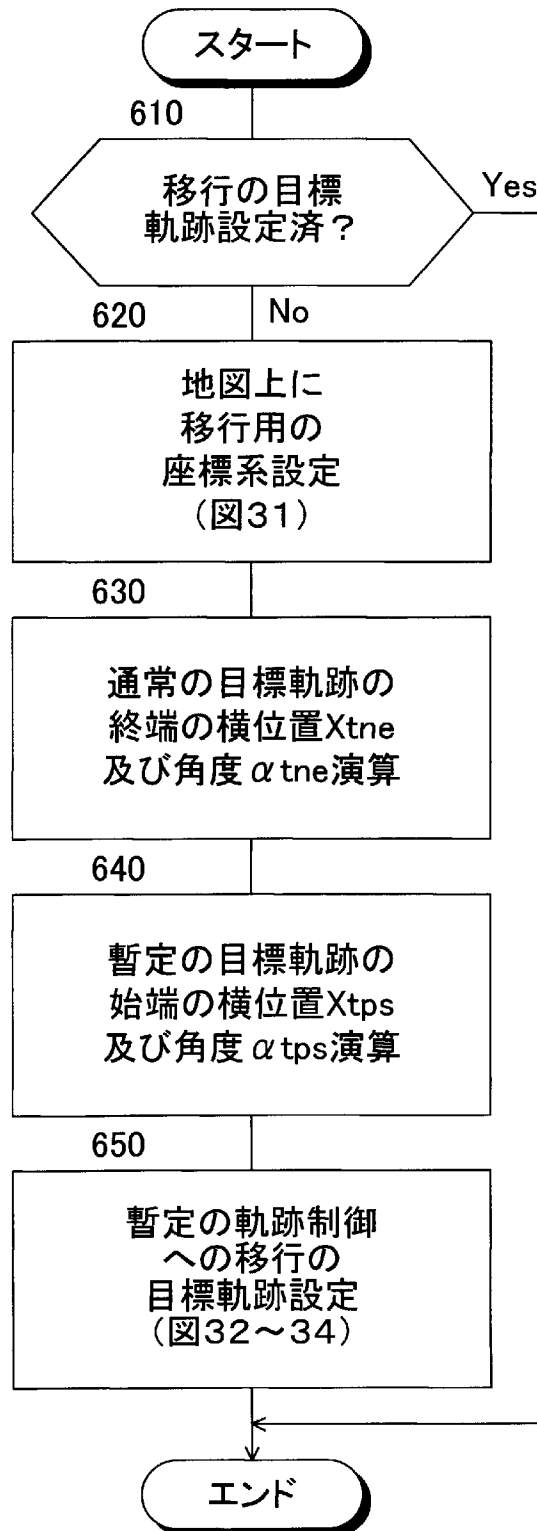 スタート
610
移行の目標
軌跡設定済？
Yes
620
No
地図上に
移行用の
座標系設定
（図31）
630
通常の目標軌跡の
終端の横位置Xtne
及び角度αtne演算
640
暫定の目標軌跡の
始端の横位置Xtps
及び角度αtps演算
650
暫定の軌跡制御
への移行の
目標軌跡設定
（図32～34）
エンド